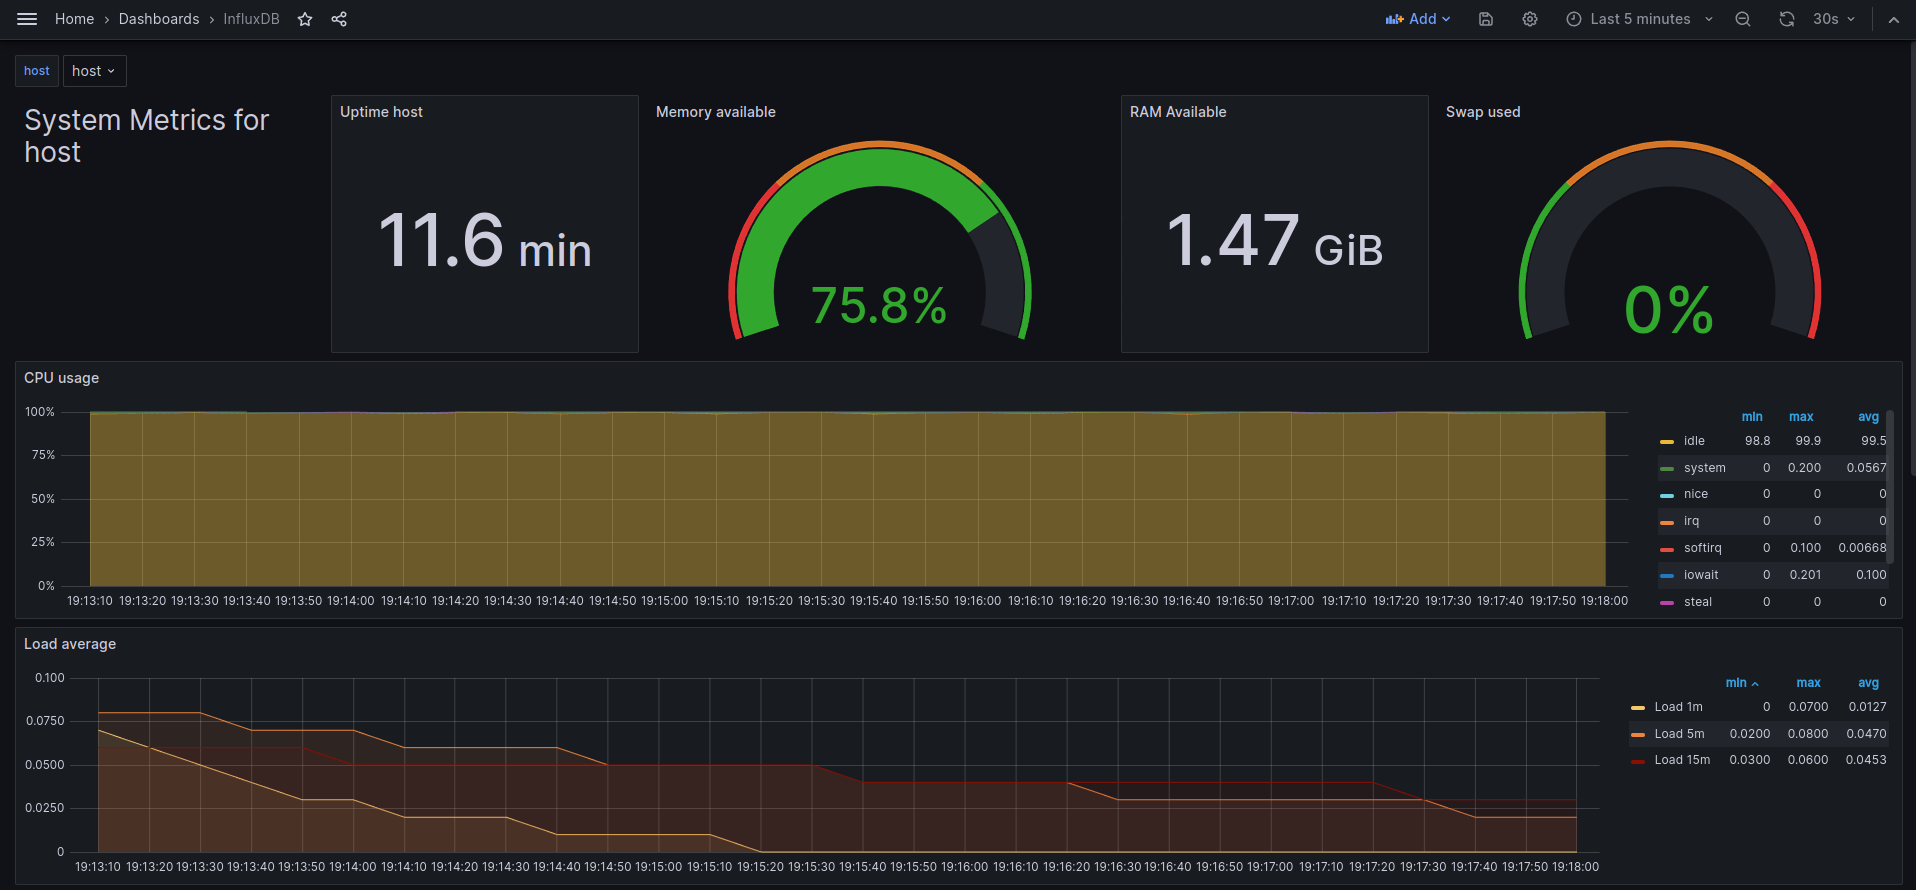 Home › Dashboards › InfluxDB
Add
Last 5 minutes
30s
host
host
System Metrics for
host
Uptime host
11.6 min
Memory available
75.8%
RAM Available
1.47 GiB
Swap used
0%
CPU usage
100%
75%
50%
25%
0%
19:13:10 19:13:20 19:13:30 19:13:40 19:13:50 19:14:00 19:14:10 19:14:20 19:14:30 19:14:40 19:14:50 19:15:00 19:15:10 19:15:20 19:15:30 19:15:40 19:15:50 19:16:00 19:16:10 19:16:20 19:16:30 19:16:40 19:16:50 19:17:00 19:17:10 19:17:20 19:17:30 19:17:40 19:17:50 19:18:00
min max avg
idle 98.8 99.9 99.5
system 0 0.200 0.0567
nice 0 0 0
irq 0 0 0
softirq 0 0.100 0.00668
iowait 0 0.201 0.100
steal 0 0 0
Load average
0.100
0.0750
0.0500
0.0250
0
19:13:10 19:13:20 19:13:30 19:13:40 19:13:50 19:14:00 19:14:10 19:14:20 19:14:30 19:14:40 19:14:50 19:15:00 19:15:10 19:15:20 19:15:30 19:15:40 19:15:50 19:16:00 19:16:10 19:16:20 19:16:30 19:16:40 19:16:50 19:17:00 19:17:10 19:17:20 19:17:30 19:17:40 19:17:50 19:18:00
min max avg
Load 1m 0 0.0700 0.0127
Load 5m 0.0200 0.0800 0.0470
Load 15m 0.0300 0.0600 0.0453